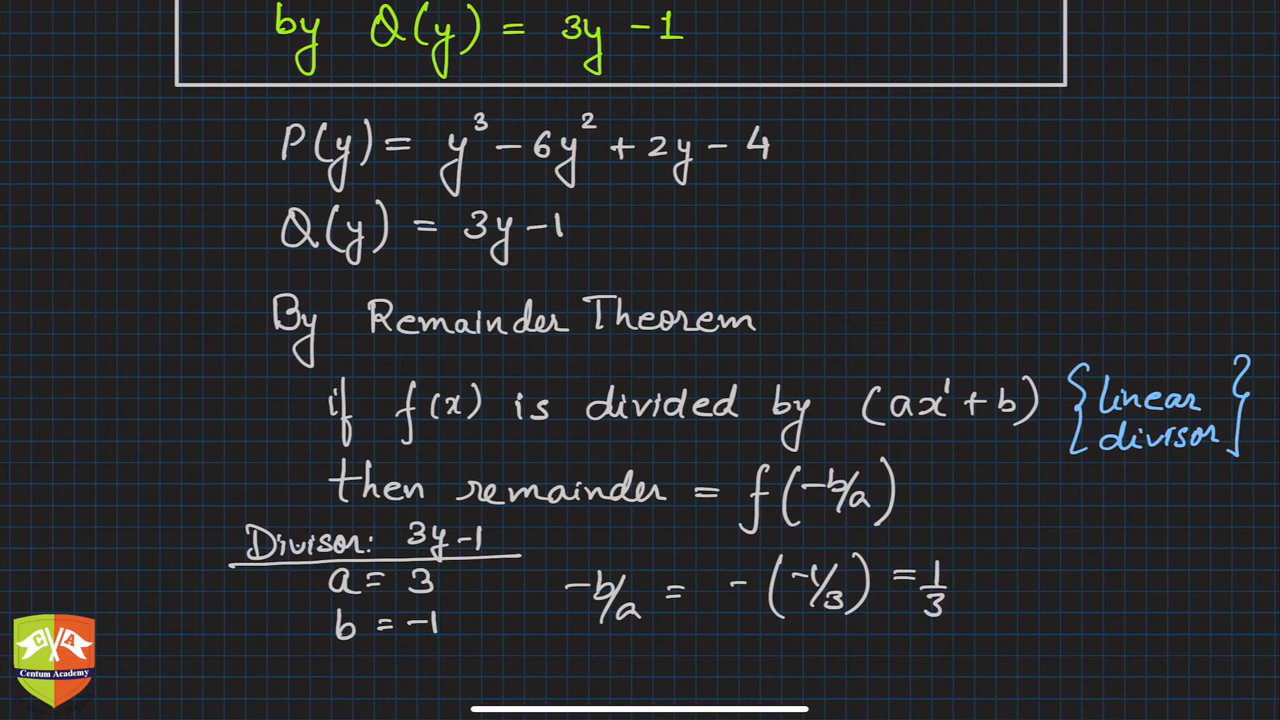 by Q(y) = 3y - 1
P(y) = y³ - 6y² + 2y - 4
Q(y) = 3y - 1
By Remainder Theorem
if f(x) is divided by (ax¹ + b) {linear divisor}
then remainder = f(-b/a)
Divisor: 3y - 1
a = 3
b = -1
-b/a = - (-1/3) = 1/3
C A
Centum Academy